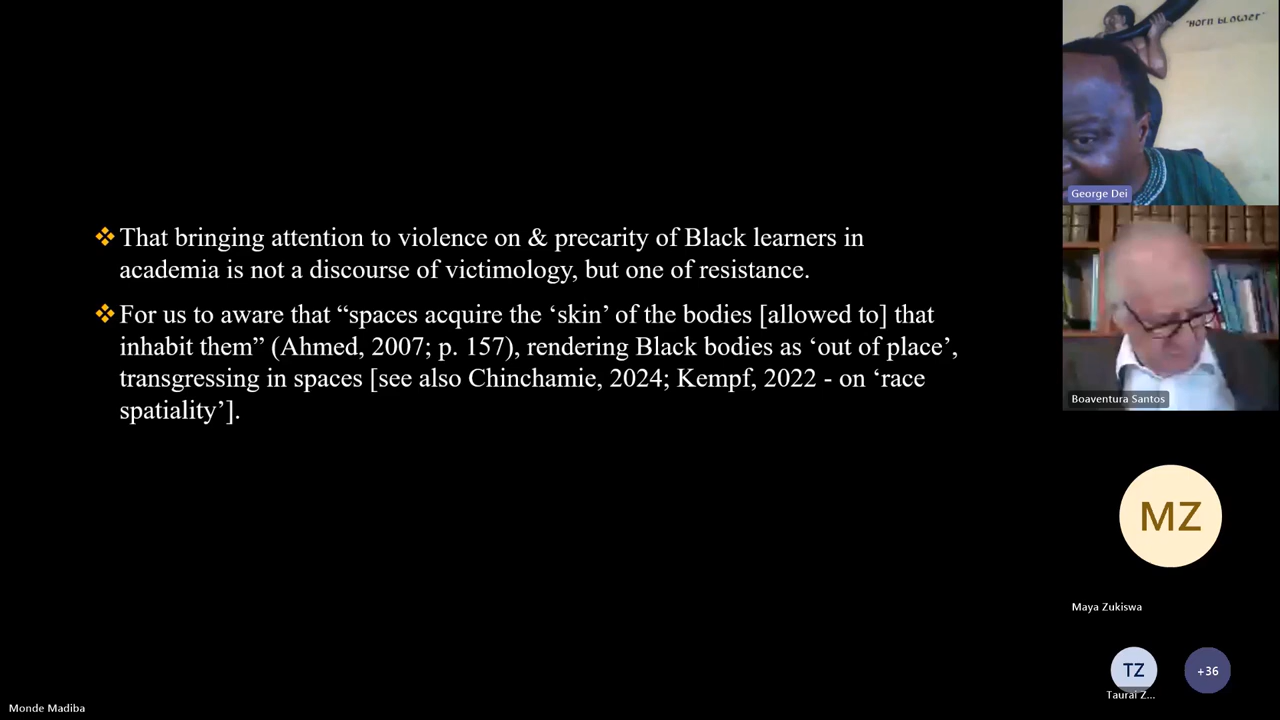 "HORN BLOWER"
❖ That bringing attention to violence on & precarity of Black learners in
academia is not a discourse of victimology, but one of resistance.
❖ For us to aware that “spaces acquire the ‘skin’ of the bodies [allowed to] that
inhabit them” (Ahmed, 2007; p. 157), rendering Black bodies as ‘out of place’,
transgressing in spaces [see also Chinchamie, 2024; Kempf, 2022 - on ‘race
spatiality’].
George Dei
Boaventura Santos
MZ
Maya Zukiswa
TZ
Taurai Z...
+36
Monde Madiba